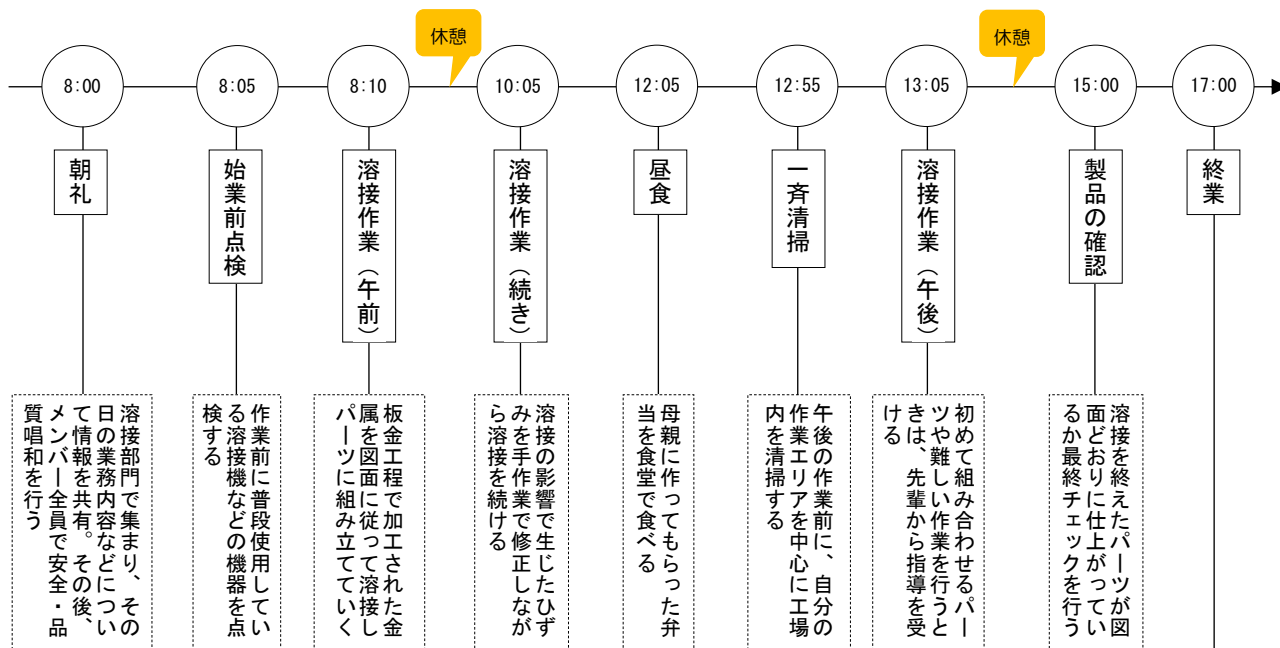 休憩
休憩
8:00
8:05
8:10
10:05
12:05
12:55
13:05
15:00
17:00
朝礼
始業前点検
溶接作業(午前)
溶接作業(続き)
昼食
一斉清掃
溶接作業(午後)
製品の確認
終業
溶接部門で集まり、その
日の業務内容などについ
て情報を共有。その後、
メンバー全員で安全・品
質唱和を行う
作業前に普段使用してい
る溶接機などの機器を点
検する
板金工程で加工された金
属を図面に従って溶接し
パーツに組み立てていく
溶接の影響で生じたひず
みを手作業で修正しなが
ら溶接を続ける
母親に作ってもらった弁
当を食堂で食べる
午後の作業前に、自分の
作業エリアを中心に工場
内を清掃する
初めて組み合わせるパー
ツや難しい作業を行うと
きは、先輩から指導を受
ける
溶接を終えたパーツが図
面どおりに仕上がってい
るか最終チェックを行う